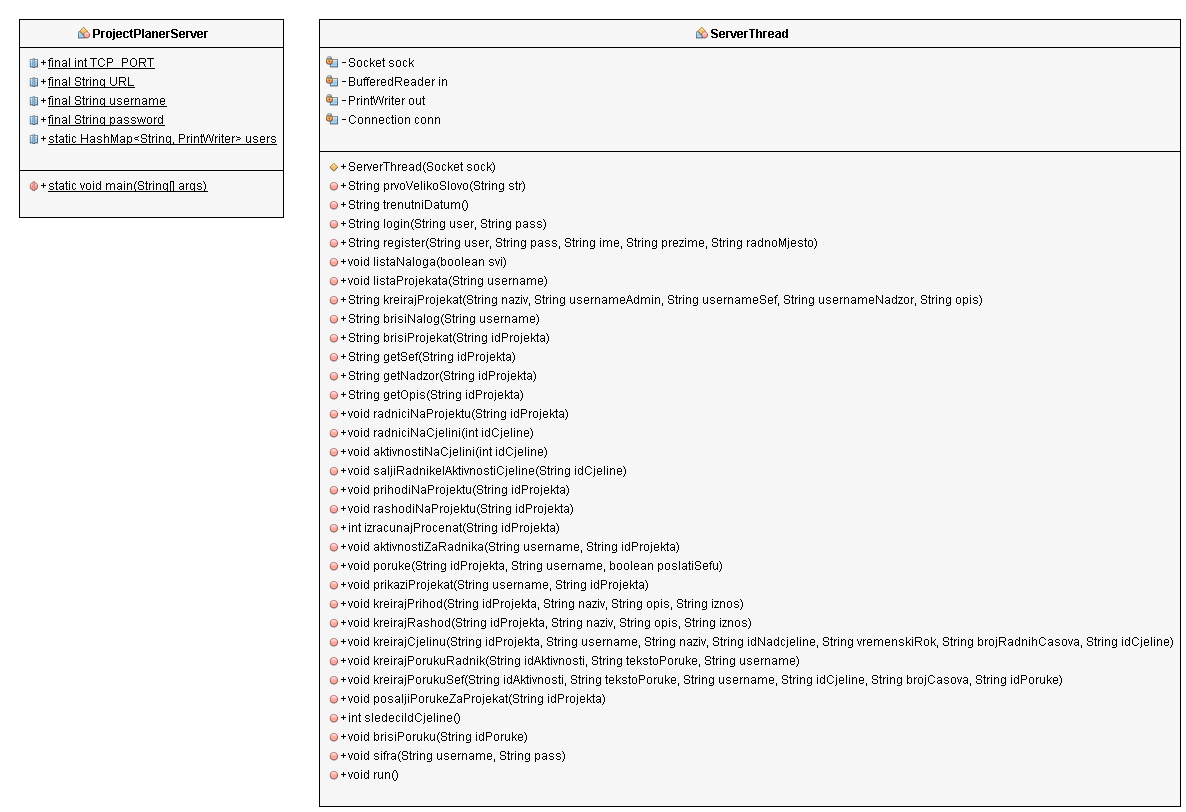 ProjectPlanerServer
+final int TCP_PORT
+final String URL
+final String username
+final String password
+static HashMap<String, PrintWriter> users
+static void main(String[] args)
ServerThread
-Socket sock
-BufferedReader in
-PrintWriter out
-Connection conn
+ServerThread(Socket sock)
+String prvoVelikoSlovo(String str)
+String trenutniDatum()
+String login(String user, String pass)
+String register(String user, String pass, String ime, String prezime, String radnoMjesto)
+void listaNaloga(boolean svi)
+void listaProjekata(String username)
+String kreirajProjekat(String naziv, String usernameAdmin, String usernameSef, String usernameNadzor, String opis)
+String brisiNalog(String username)
+String brisiProjekat(String idProjekta)
+String getSef(String idProjekta)
+String getNadzor(String idProjekta)
+String getOpis(String idProjekta)
+void radniciNaProjektu(String idProjekta)
+void radniciNaCjelini(int idCjeline)
+void aktivnostiNaCjelini(int idCjeline)
+void saljiRadnikeIAktivnostiCjeline(String idCjeline)
+void prihodiNaProjektu(String idProjekta)
+void rashodiNaProjektu(String idProjekta)
+int izracunajProcenat(String idProjekta)
+void aktivnostiZaRadnika(String username, String idProjekta)
+void poruke(String idProjekta, String username, boolean poslatiSefu)
+void prikaziProjekat(String username, String idProjekta)
+void kreirajPrihod(String idProjekta, String naziv, String opis, String iznos)
+void kreirajRashod(String idProjekta, String naziv, String opis, String iznos)
+void kreirajCjelinu(String idProjekta, String username, String naziv, String idNadcjeline, String vremenskiRok, String brojRadnihCasova, String idCjeline)
+void kreirajPorukuRadnik(String idAktivnosti, String tekstoPoruke, String username)
+void kreirajPorukuSef(String idAktivnosti, String tekstoPoruke, String username, String idCjeline, String brojCasova, String idPoruke)
+void posaljiPorukeZaProjekat(String idProjekta)
+int sledeciIdCjeline()
+void brisiPoruku(String idPoruke)
+void sifra(String username, String pass)
+void run()